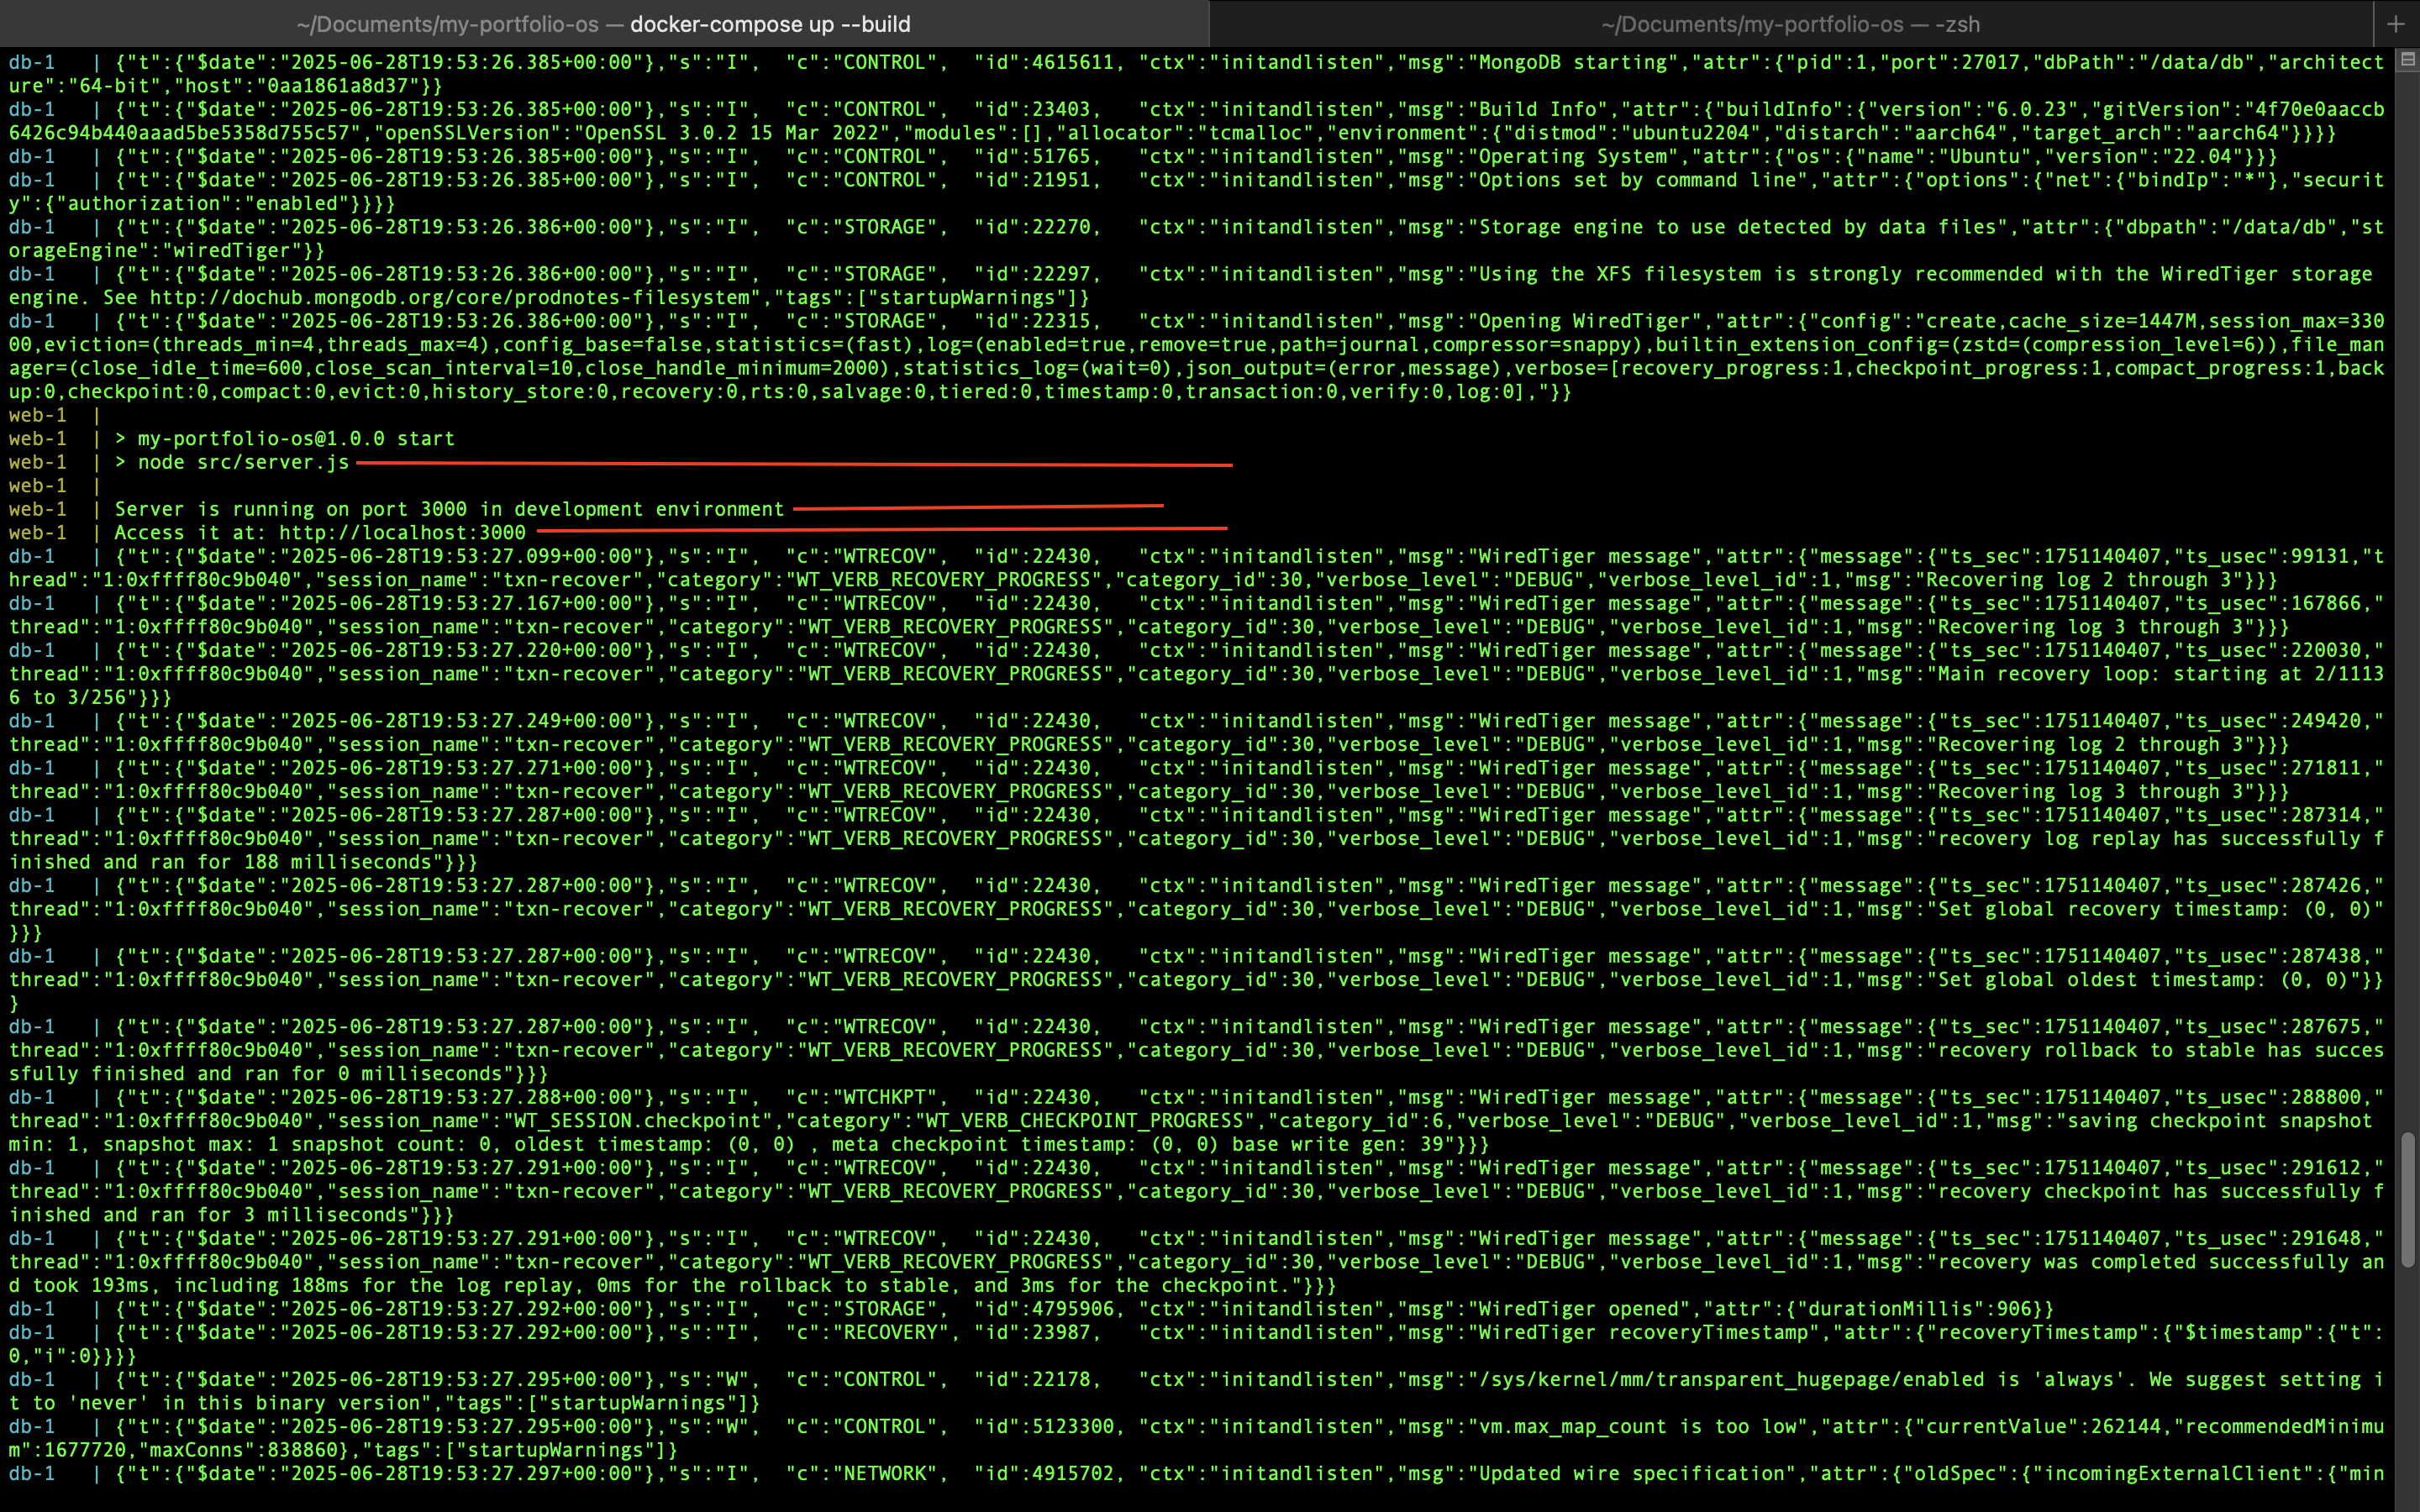 ~/Documents/my-portfolio-os — docker-compose up --build
~/Documents/my-portfolio-os — -zsh
db-1   | {"t":{"$date":"2025-06-28T19:53:26.385+00:00"},"s":"I",  "c":"CONTROL",  "id":4615611, "ctx":"initandlisten","msg":"MongoDB starting","attr":{"pid":1,"port":27017,"dbPath":"/data/db","architect
ure":"64-bit","host":"0aa1861a8d37"}}
db-1   | {"t":{"$date":"2025-06-28T19:53:26.385+00:00"},"s":"I",  "c":"CONTROL",  "id":23403,   "ctx":"initandlisten","msg":"Build Info","attr":{"buildInfo":{"version":"6.0.23","gitVersion":"4f70e0aaccb
6426c94b440aaad5be5358d755c57","openSSLVersion":"OpenSSL 3.0.2 15 Mar 2022","modules":[],"allocator":"tcmalloc","environment":{"distmod":"ubuntu2204","distarch":"aarch64","target_arch":"aarch64"}}}}
db-1   | {"t":{"$date":"2025-06-28T19:53:26.385+00:00"},"s":"I",  "c":"CONTROL",  "id":51765,   "ctx":"initandlisten","msg":"Operating System","attr":{"os":{"name":"Ubuntu","version":"22.04"}}}
db-1   | {"t":{"$date":"2025-06-28T19:53:26.385+00:00"},"s":"I",  "c":"CONTROL",  "id":21951,   "ctx":"initandlisten","msg":"Options set by command line","attr":{"options":{"net":{"bindIp":"*"},"securit
y":{"authorization":"enabled"}}}}
db-1   | {"t":{"$date":"2025-06-28T19:53:26.385+00:00"},"s":"I",  "c":"STORAGE",  "id":22270,   "ctx":"initandlisten","msg":"Storage engine to use detected by data files","attr":{"dbpath":"/data/db","st
orageEngine":"wiredTiger"}}
db-1   | {"t":{"$date":"2025-06-28T19:53:26.386+00:00"},"s":"I",  "c":"STORAGE",  "id":22297,   "ctx":"initandlisten","msg":"Using the XFS filesystem is strongly recommended with the WiredTiger storage
engine. See http://dochub.mongodb.org/core/prodnotes-filesystem","tags":["startupWarnings"]}
db-1   | {"t":{"$date":"2025-06-28T19:53:26.386+00:00"},"s":"I",  "c":"STORAGE",  "id":22315,   "ctx":"initandlisten","msg":"Opening WiredTiger","attr":{"config":"create,cache_size=1447M,session_max=330
00,eviction=(threads_min=4,threads_max=4),config_base=false,statistics=(fast),log=(enabled=true,remove=true,path=journal,compressor=snappy),builtin_extension_config=(zstd=(compression_level=6)),file_man
ager=(close_idle_time=600,close_scan_interval=10,close_handle_minimum=2000),statistics_log=(wait=0),json_output=(error,message),verbose=[recovery_progress:1,checkpoint_progress:1,compact_progress:1,back
up:0,checkpoint:0,compact:0,evict:0,history_store:0,recovery:0,rts:0,salvage:0,tiered:0,timestamp:0,transaction:0,verify:0,log:0],"}}
web-1  |
web-1  | > my-portfolio-os@1.0.0 start
web-1  | > node src/server.js
web-1  |
web-1  | Server is running on port 3000 in development environment
web-1  | Access it at: http://localhost:3000
db-1   | {"t":{"$date":"2025-06-28T19:53:27.099+00:00"},"s":"I",  "c":"WTRECOV",  "id":22430,   "ctx":"initandlisten","msg":"WiredTiger message","attr":{"message":{"ts_sec":1751140407,"ts_usec":99131,"t
hread":"1:0xffff80c9b040","session_name":"txn-recover","category":"WT_VERB_RECOVERY_PROGRESS","category_id":30,"verbose_level":"DEBUG","verbose_level_id":1,"msg":"Recovering log 2 through 3"}}}
db-1   | {"t":{"$date":"2025-06-28T19:53:27.167+00:00"},"s":"I",  "c":"WTRECOV",  "id":22430,   "ctx":"initandlisten","msg":"WiredTiger message","attr":{"message":{"ts_sec":1751140407,"ts_usec":167866,"
thread":"1:0xffff80c9b040","session_name":"txn-recover","category":"WT_VERB_RECOVERY_PROGRESS","category_id":30,"verbose_level":"DEBUG","verbose_level_id":1,"msg":"Recovering log 3 through 3"}}}
db-1   | {"t":{"$date":"2025-06-28T19:53:27.220+00:00"},"s":"I",  "c":"WTRECOV",  "id":22430,   "ctx":"initandlisten","msg":"WiredTiger message","attr":{"message":{"ts_sec":1751140407,"ts_usec":220030,"
thread":"1:0xffff80c9b040","session_name":"txn-recover","category":"WT_VERB_RECOVERY_PROGRESS","category_id":30,"verbose_level":"DEBUG","verbose_level_id":1,"msg":"Main recovery loop: starting at 2/1113
6 to 3/256"}}}
db-1   | {"t":{"$date":"2025-06-28T19:53:27.249+00:00"},"s":"I",  "c":"WTRECOV",  "id":22430,   "ctx":"initandlisten","msg":"WiredTiger message","attr":{"message":{"ts_sec":1751140407,"ts_usec":249420,"
thread":"1:0xffff80c9b040","session_name":"txn-recover","category":"WT_VERB_RECOVERY_PROGRESS","category_id":30,"verbose_level":"DEBUG","verbose_level_id":1,"msg":"Recovering log 2 through 3"}}}
db-1   | {"t":{"$date":"2025-06-28T19:53:27.271+00:00"},"s":"I",  "c":"WTRECOV",  "id":22430,   "ctx":"initandlisten","msg":"WiredTiger message","attr":{"message":{"ts_sec":1751140407,"ts_usec":271811,"
thread":"1:0xffff80c9b040","session_name":"txn-recover","category":"WT_VERB_RECOVERY_PROGRESS","category_id":30,"verbose_level":"DEBUG","verbose_level_id":1,"msg":"Recovering log 3 through 3"}}}
db-1   | {"t":{"$date":"2025-06-28T19:53:27.287+00:00"},"s":"I",  "c":"WTRECOV",  "id":22430,   "ctx":"initandlisten","msg":"WiredTiger message","attr":{"message":{"ts_sec":1751140407,"ts_usec":287314,"
thread":"1:0xffff80c9b040","session_name":"txn-recover","category":"WT_VERB_RECOVERY_PROGRESS","category_id":30,"verbose_level":"DEBUG","verbose_level_id":1,"msg":"recovery log replay has successfully f
inished and ran for 188 milliseconds"}}}
db-1   | {"t":{"$date":"2025-06-28T19:53:27.287+00:00"},"s":"I",  "c":"WTRECOV",  "id":22430,   "ctx":"initandlisten","msg":"WiredTiger message","attr":{"message":{"ts_sec":1751140407,"ts_usec":287426,"
thread":"1:0xffff80c9b040","session_name":"txn-recover","category":"WT_VERB_RECOVERY_PROGRESS","category_id":30,"verbose_level":"DEBUG","verbose_level_id":1,"msg":"Set global recovery timestamp: (0, 0)"
}}}
db-1   | {"t":{"$date":"2025-06-28T19:53:27.287+00:00"},"s":"I",  "c":"WTRECOV",  "id":22430,   "ctx":"initandlisten","msg":"WiredTiger message","attr":{"message":{"ts_sec":1751140407,"ts_usec":287438,"
thread":"1:0xffff80c9b040","session_name":"txn-recover","category":"WT_VERB_RECOVERY_PROGRESS","category_id":30,"verbose_level":"DEBUG","verbose_level_id":1,"msg":"Set global oldest timestamp: (0, 0)"}}
}
db-1   | {"t":{"$date":"2025-06-28T19:53:27.287+00:00"},"s":"I",  "c":"WTRECOV",  "id":22430,   "ctx":"initandlisten","msg":"WiredTiger message","attr":{"message":{"ts_sec":1751140407,"ts_usec":287675,"
thread":"1:0xffff80c9b040","session_name":"txn-recover","category":"WT_VERB_RECOVERY_PROGRESS","category_id":30,"verbose_level":"DEBUG","verbose_level_id":1,"msg":"recovery rollback to stable has succes
sfully finished and ran for 0 milliseconds"}}}
db-1   | {"t":{"$date":"2025-06-28T19:53:27.288+00:00"},"s":"I",  "c":"WTCHKPT",  "id":22430,   "ctx":"initandlisten","msg":"WiredTiger message","attr":{"message":{"ts_sec":1751140407,"ts_usec":288800,"
thread":"1:0xffff80c9b040","session_name":"WT_SESSION.checkpoint","category":"WT_VERB_CHECKPOINT_PROGRESS","category_id":6,"verbose_level":"DEBUG","verbose_level_id":1,"msg":"saving checkpoint snapshot
min: 1, snapshot max: 1 snapshot count: 0, oldest timestamp: (0, 0) , meta checkpoint timestamp: (0, 0) base write gen: 39"}}}
db-1   | {"t":{"$date":"2025-06-28T19:53:27.291+00:00"},"s":"I",  "c":"WTRECOV",  "id":22430,   "ctx":"initandlisten","msg":"WiredTiger message","attr":{"message":{"ts_sec":1751140407,"ts_usec":291612,"
thread":"1:0xffff80c9b040","session_name":"txn-recover","category":"WT_VERB_RECOVERY_PROGRESS","category_id":30,"verbose_level":"DEBUG","verbose_level_id":1,"msg":"recovery checkpoint has successfully f
inished and ran for 3 milliseconds"}}}
db-1   | {"t":{"$date":"2025-06-28T19:53:27.291+00:00"},"s":"I",  "c":"WTRECOV",  "id":22430,   "ctx":"initandlisten","msg":"WiredTiger message","attr":{"message":{"ts_sec":1751140407,"ts_usec":291648,"
thread":"1:0xffff80c9b040","session_name":"txn-recover","category":"WT_VERB_RECOVERY_PROGRESS","category_id":30,"verbose_level":"DEBUG","verbose_level_id":1,"msg":"recovery was completed successfully an
d took 193ms, including 188ms for the log replay, 0ms for the rollback to stable, and 3ms for the checkpoint."}}}
db-1   | {"t":{"$date":"2025-06-28T19:53:27.292+00:00"},"s":"I",  "c":"STORAGE",  "id":4795906, "ctx":"initandlisten","msg":"WiredTiger opened","attr":{"durationMillis":906}}
db-1   | {"t":{"$date":"2025-06-28T19:53:27.292+00:00"},"s":"I",  "c":"RECOVERY", "id":23987,   "ctx":"initandlisten","msg":"WiredTiger recoveryTimestamp","attr":{"recoveryTimestamp":{"$timestamp":{"t":
0,"i":0}}}}
db-1   | {"t":{"$date":"2025-06-28T19:53:27.295+00:00"},"s":"W",  "c":"CONTROL",  "id":22178,   "ctx":"initandlisten","msg":"/sys/kernel/mm/transparent_hugepage/enabled is 'always'. We suggest setting i
t to 'never' in this binary version","tags":["startupWarnings"]}
db-1   | {"t":{"$date":"2025-06-28T19:53:27.295+00:00"},"s":"W",  "c":"CONTROL",  "id":5123300, "ctx":"initandlisten","msg":"vm.max_map_count is too low","attr":{"currentValue":262144,"recommendedMinimu
m":1677720,"maxConns":838860},"tags":["startupWarnings"]}
db-1   | {"t":{"$date":"2025-06-28T19:53:27.297+00:00"},"s":"I",  "c":"NETWORK",  "id":4915702, "ctx":"initandlisten","msg":"Updated wire specification","attr":{"oldSpec":{"incomingExternalClient":{"min